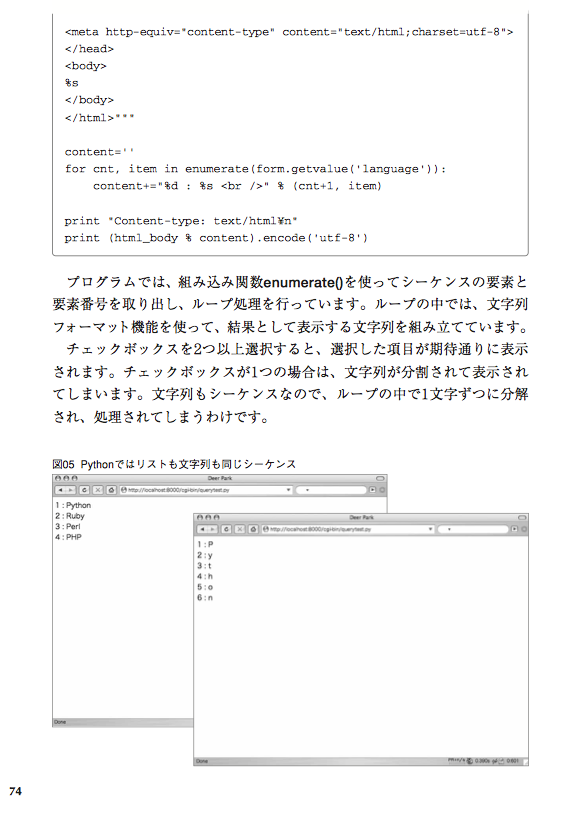 <meta http-equiv="content-type" content="text/html;charset=utf-8">
</head>
<body>
%s
</body>
</html>"""
content=''
for cnt, item in enumerate(form.getvalue('language')):
    content+="%d : %s <br />" % (cnt+1, item)
print "Content-type: text/html¥n"
print (html_body % content).encode('utf-8')
プログラムでは、組み込み関数enumerate()を使ってシーケンスの要素と
要素番号を取り出し、ループ処理を行っています。ループの中では、文字列
フォーマット機能を使って、結果として表示する文字列を組み立てています。
チェックボックスを2つ以上選択すると、選択した項目が期待通りに表示
されます。チェックボックスが1つの場合は、文字列が分割されて表示され
てしまいます。文字列もシーケンスなので、ループの中で1文字ずつに分解
され、処理されてしまうわけです。
図05 Pythonではリストも文字列も同じシーケンス
Deer Park
http://localhost:8000/cgi-bin/querytest.py
1 : Python
2 : Ruby
3 : Perl
4 : PHP
Done
Deer Park
http://localhost:8000/cgi-bin/querytest.py
1 : P
2 : y
3 : t
4 : h
5 : o
6 : n
Done
0.390s
0.601
74